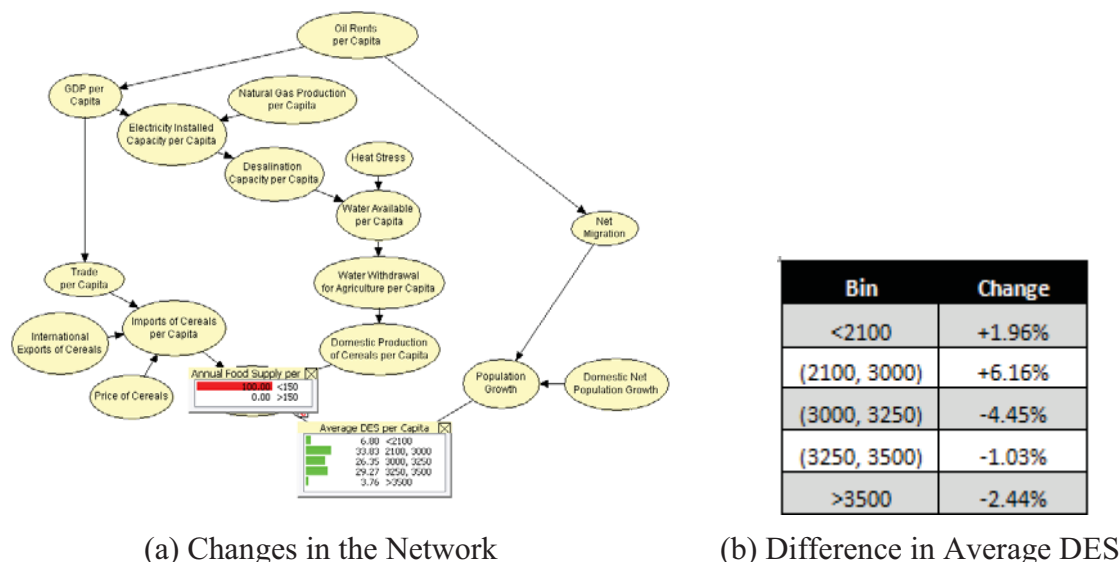 Oil Rents
per Capita
GDP per
Capita
Natural Gas Production
per Capita
Electricity Installed
Capacity per Capita
Desalination
Capacity per Capita
Heat Stress
Water Available
per Capita
Net
Migration
Trade
per Capita
Water Withdrawal
for Agriculture per Capita
International
Exports of Cereals
Imports of Cereals
per Capita
Domestic Production
of Cereals per Capita
Price of Cereals
Population
Growth
Domestic Net
Population Growth
Annual Food Supply per
100.00 <150
0.00 >150
Average DES per Capita
6.80 <2100
33.83 2100, 3000
26.35 3000, 3250
29.27 3250, 3500
3.76 >3500
Bin Change
<2100 +1.96%
(2100, 3000) +6.16%
(3000, 3250) -4.45%
(3250, 3500) -1.03%
>3500 -2.44%
(a) Changes in the Network
(b) Difference in Average DES